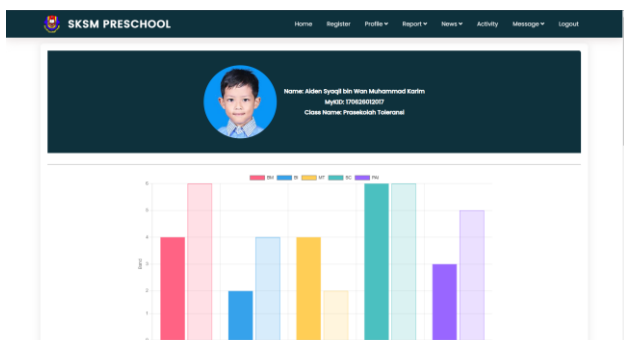 SKSM PRESCHOOL
Home Register Profile Report News Activity Message Logout
Name: Aiden Syaqil bin Wan Muhammad Karim
MyKID: 170626012017
Class Name: Prasekolah Toleransi
BM BI MT BC PM
6
5
4
3
2
1
0